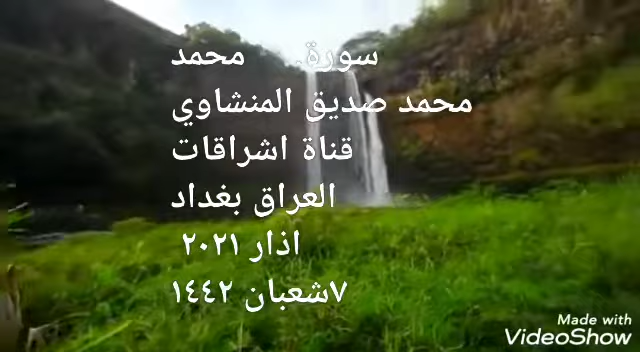 سورة. محمد
محمد صديق المنشاوي
قناة اشراقات
العراق بغداد
اذار ٢٠٢١
٧شعبان ١٤٤٢
Made with
VideoShow